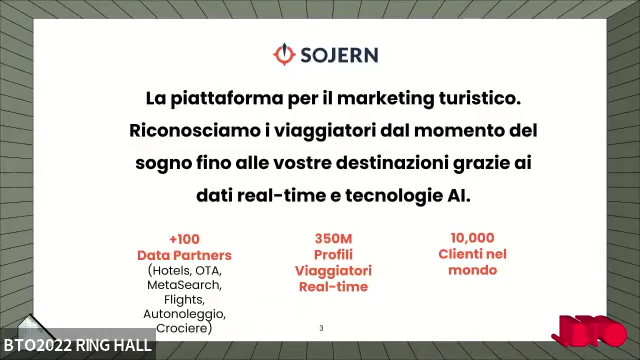 SOJERN
La piattaforma per il marketing turistico.
Riconosciamo i viaggiatori dal momento del
sogno fino alle vostre destinazioni grazie ai
dati real-time e tecnologie AI.
+100
Data Partners
(Hotels, OTA,
MetaSearch,
Flights,
Autonoleggio,
Crociere)
350M
Profili
Viaggiatori
Real-time
10,000
Clienti nel
mondo
3
BTO2022 RING HALL
BTO